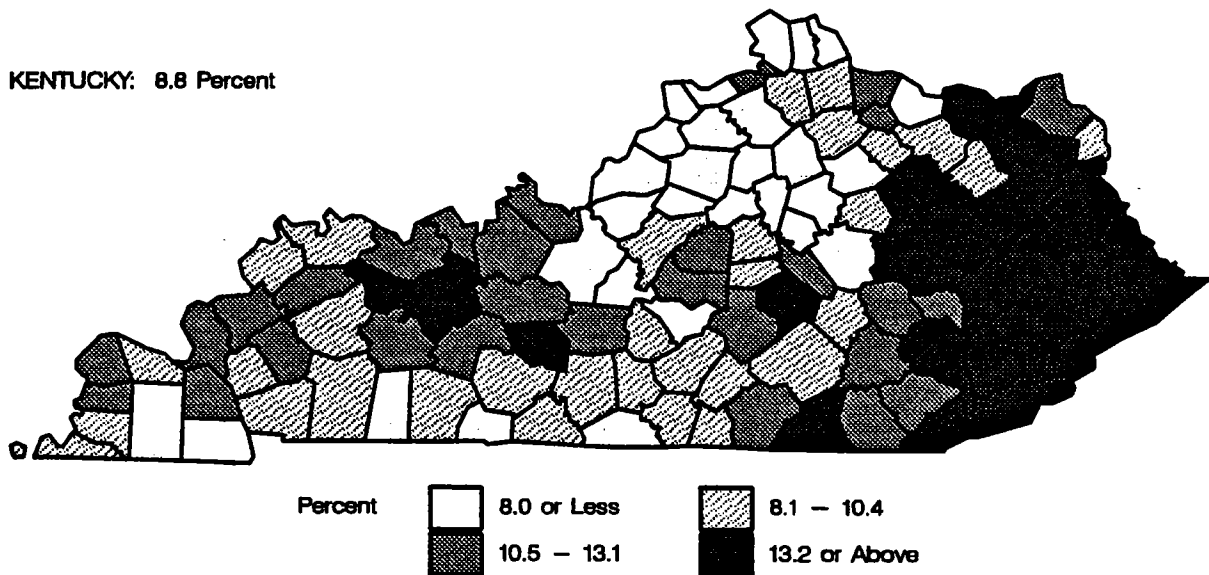 KENTUCKY: 8.8 Percent
Percent
8.0 or Less
8.1 – 10.4
10.5 – 13.1
13.2 or Above